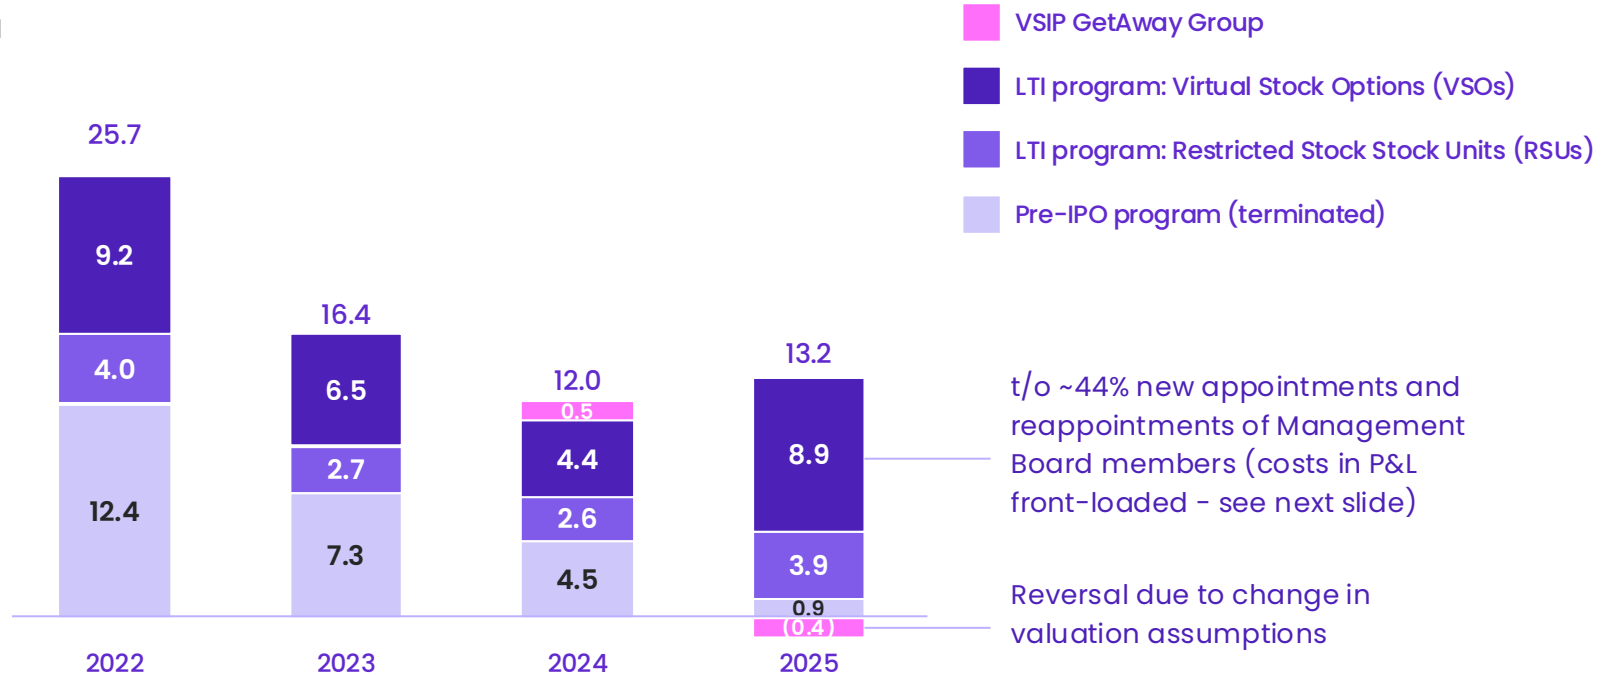 VSIP GetAway Group
LTI program: Virtual Stock Options (VSOs)
LTI program: Restricted Stock Stock Units (RSUs)
Pre-IPO program (terminated)
25.7
9.2
4.0
12.4
2022
16.4
6.5
2.7
7.3
2023
12.0
0.5
4.4
2.6
4.5
2024
13.2
8.9
3.9
0.9
(0.4)
2025
t/o ~44% new appointments and
reappointments of Management
Board members (costs in P&L
front-loaded - see next slide)
Reversal due to change in
valuation assumptions